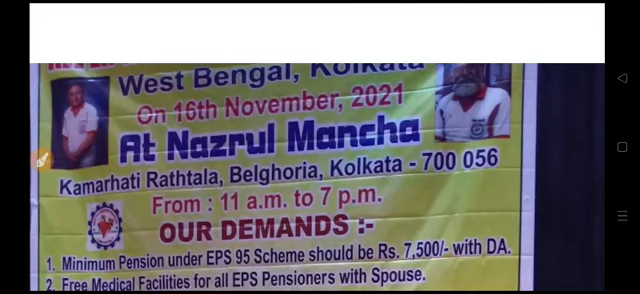 West Bengal, Kolkata
On 16th November, 2021
At Nazrul Mancha
Kamarhati Rathtala, Belghoria, Kolkata - 700 056
From : 11 a.m. to 7 p.m.
OUR DEMANDS :-
1. Minimum Pension under EPS 95 Scheme should be Rs. 7,500/- with DA.
2. Free Medical Facilities for all EPS Pensioners with Spouse.